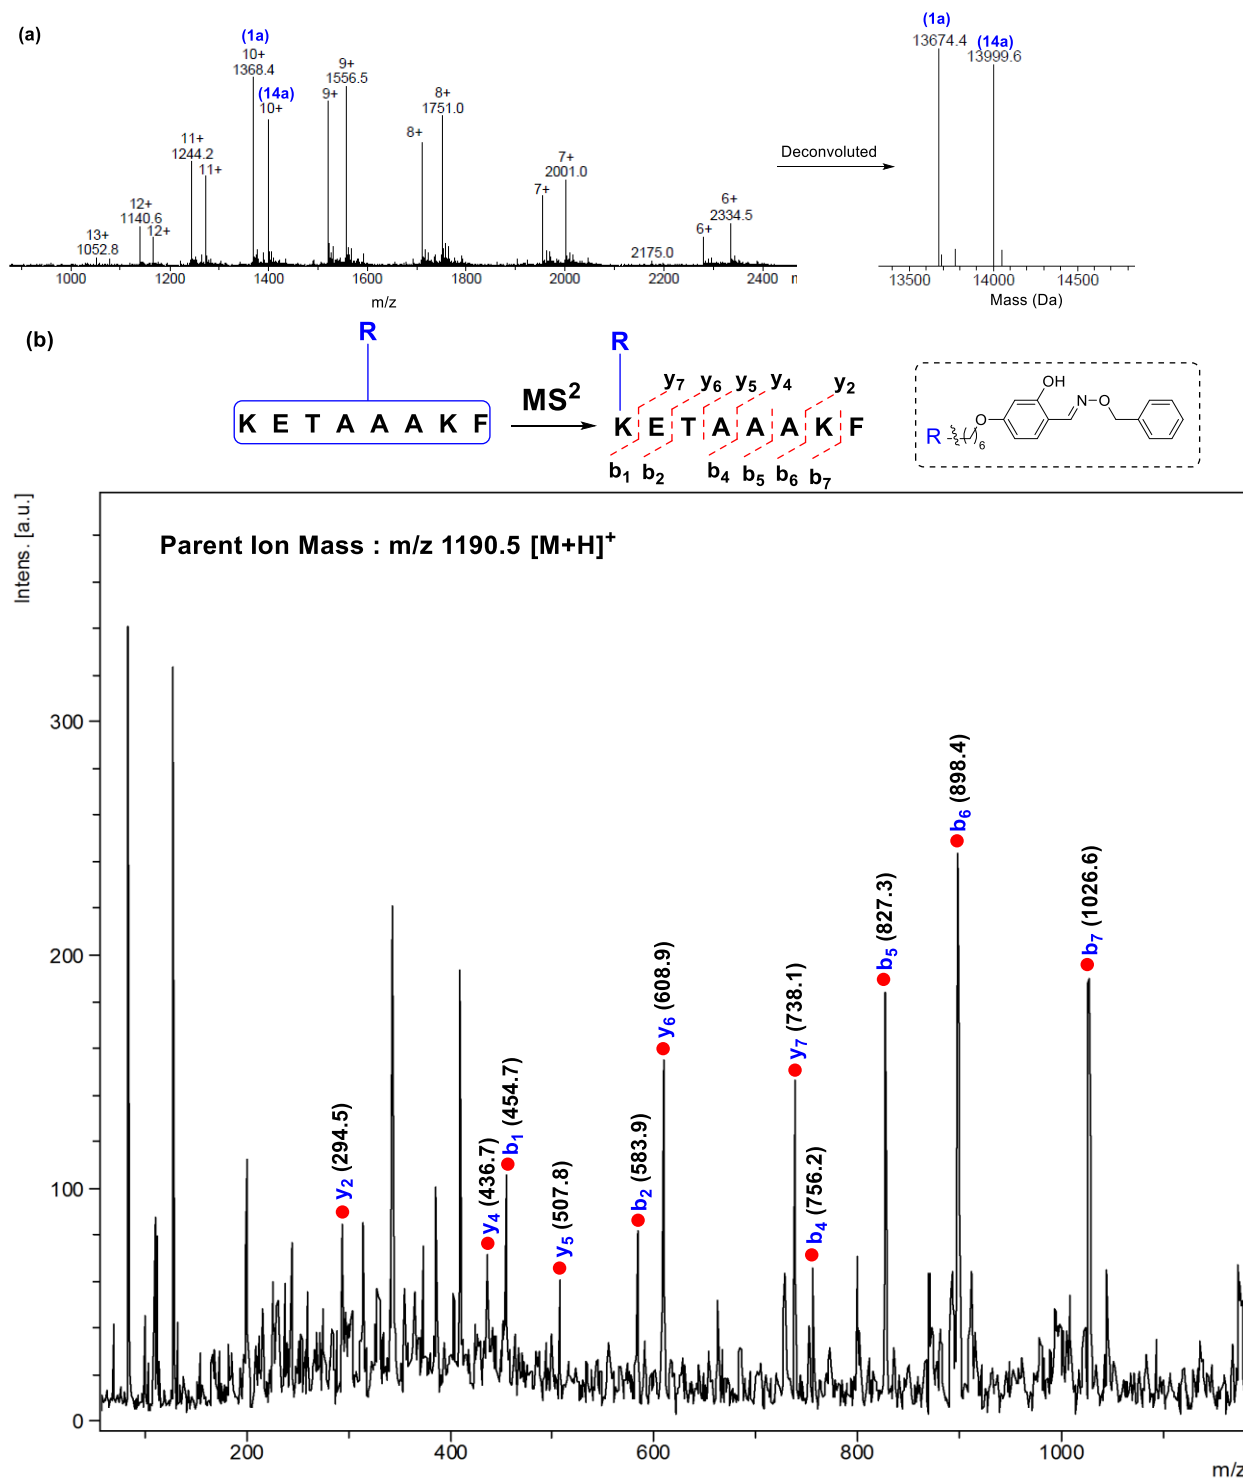 (a)
(1a)
10+
1368.4
(14a)
10+
9+
1556.5
9+
8+
1751.0
8+
11+
1244.2
11+
7+
2001.0
7+
12+
1140.6
12+
13+
1052.8
2175.0
6+
2334.5
6+
1000 1200 1400 1600 1800 2000 2200 2400
m/z
Deconvoluted
(1a)
13674.4
(14a)
13999.6
13500 14000 14500
Mass (Da)
(b)
R
K E T A A A K F
MS2
R
y7 y6 y5 y4 y2
K E T A A A K F
b1 b2 b4 b5 b6 b7
OH
N O
O
R
( )6
Intens. [a.u.]
Parent Ion Mass : m/z 1190.5 [M+H]+
300
200
100
0
y2 (294.5)
y4 (436.7)
b1 (454.7)
y5 (507.8)
b2 (583.9)
y6 (608.9)
y7 (738.1)
b4 (756.2)
b5 (827.3)
b6 (898.4)
b7 (1026.6)
200 400 600 800 1000
m/z